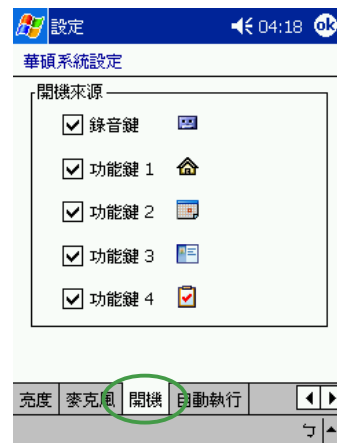 設定 04:18 ok
華碩系統設定
開機來源
錄音鍵
功能鍵 1
功能鍵 2
功能鍵 3
功能鍵 4
亮度 麥克風 開機 自動執行
ㄅ